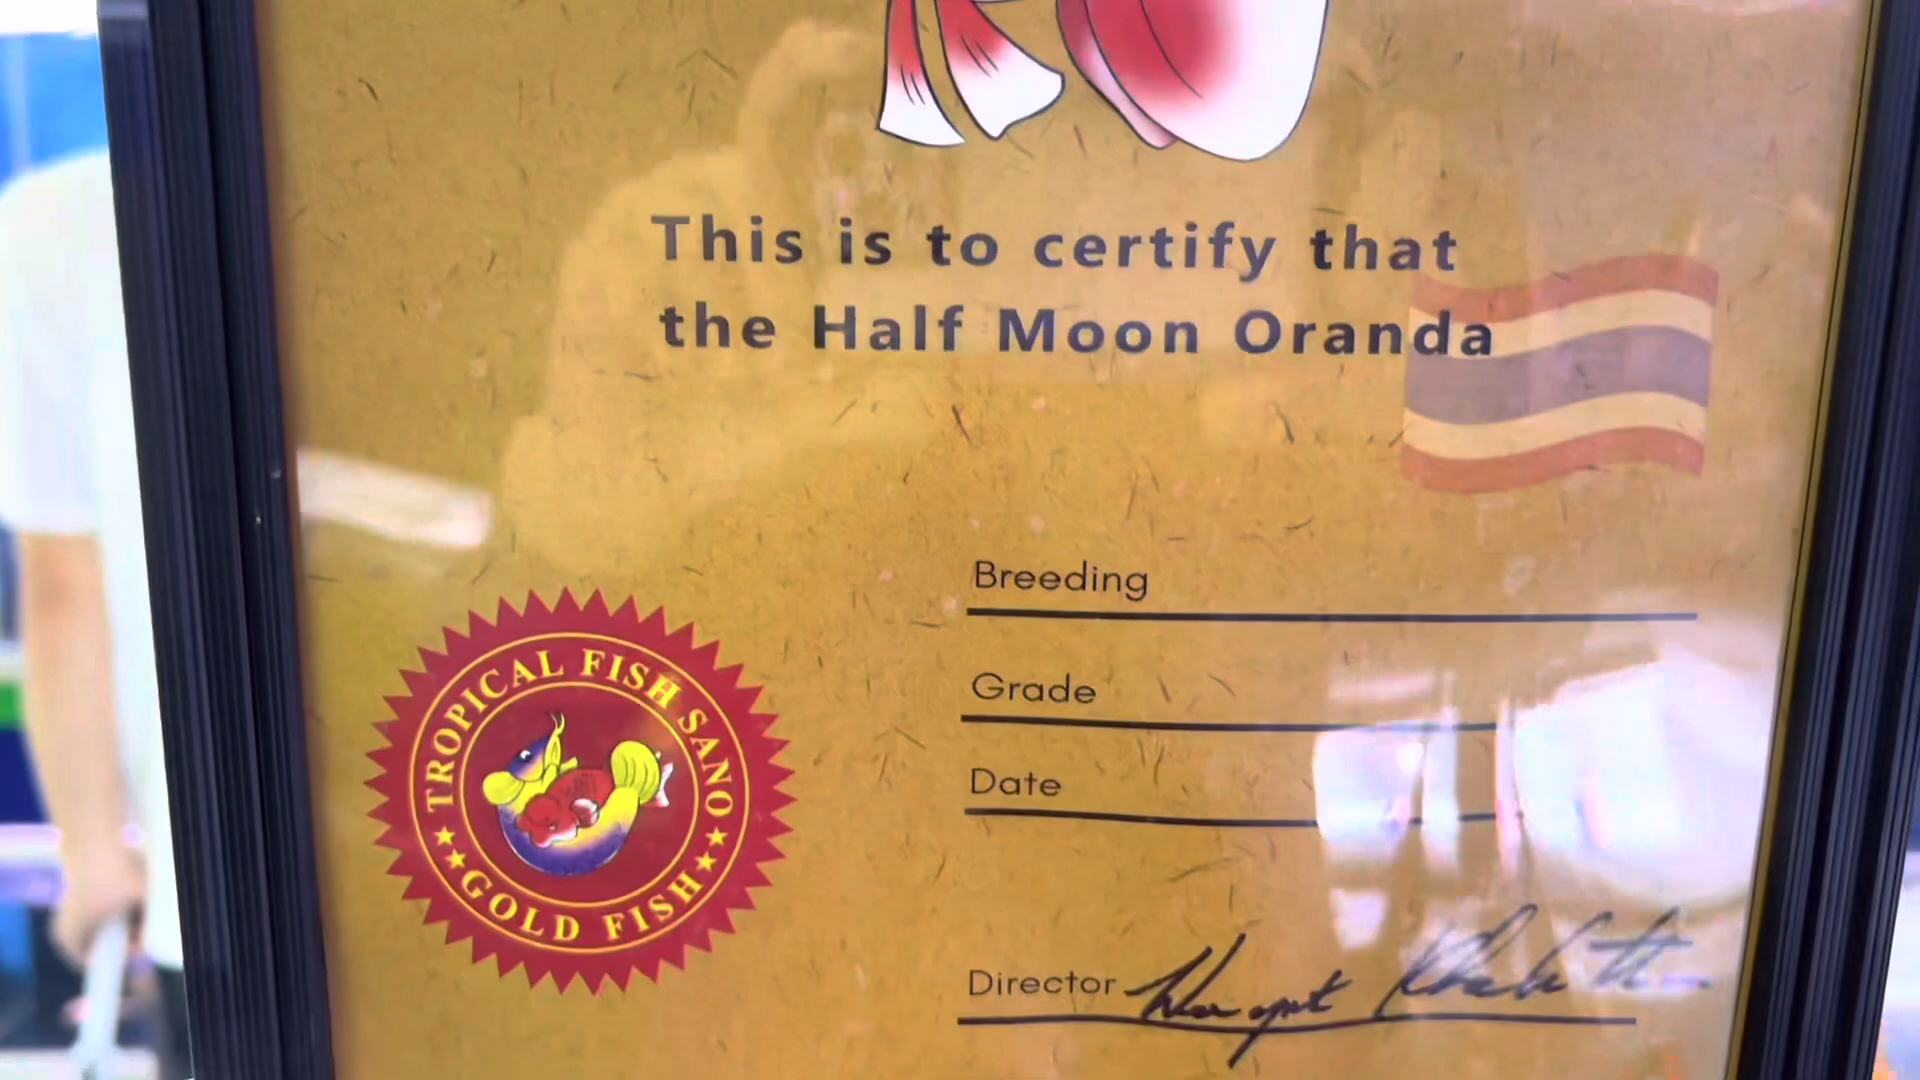 This is to certify that
the Half Moon Oranda
Breeding
Grade
Date
Director
TROPICAL FISH SANO
GOLD FISH